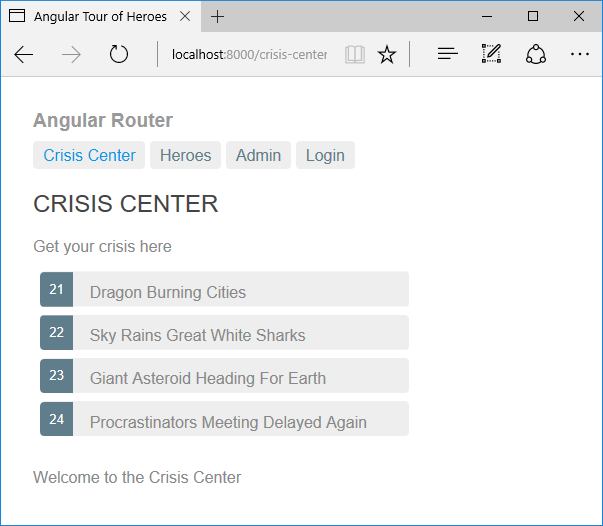 Angular Tour of Heroes
localhost:8000/crisis-center
Angular Router
Crisis Center Heroes Admin Login
CRISIS CENTER
Get your crisis here
21 Dragon Burning Cities
22 Sky Rains Great White Sharks
23 Giant Asteroid Heading For Earth
24 Procrastinators Meeting Delayed Again
Welcome to the Crisis Center